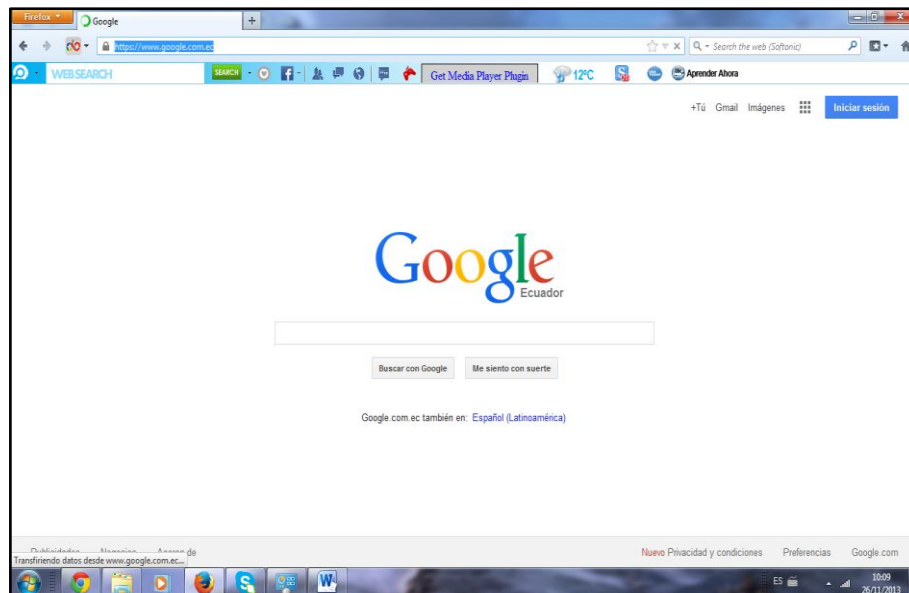 Firefox
Google
https://www.google.com.ec
Search the web (Softonic)
WEB SEARCH
SEARCH
Get Media Player Plugin
12ºC
Aprender Ahora
+Tú Gmail Imágenes
Iniciar sesión
Google
Ecuador
Buscar con Google
Me siento con suerte
Google.com.ec también en: Español (Latinoamérica)
de
Nuevo Privacidad y condiciones Preferencias Google.com
Transfiriendo datos desde www.google.com.ec...
ES
10:09
26/11/2013